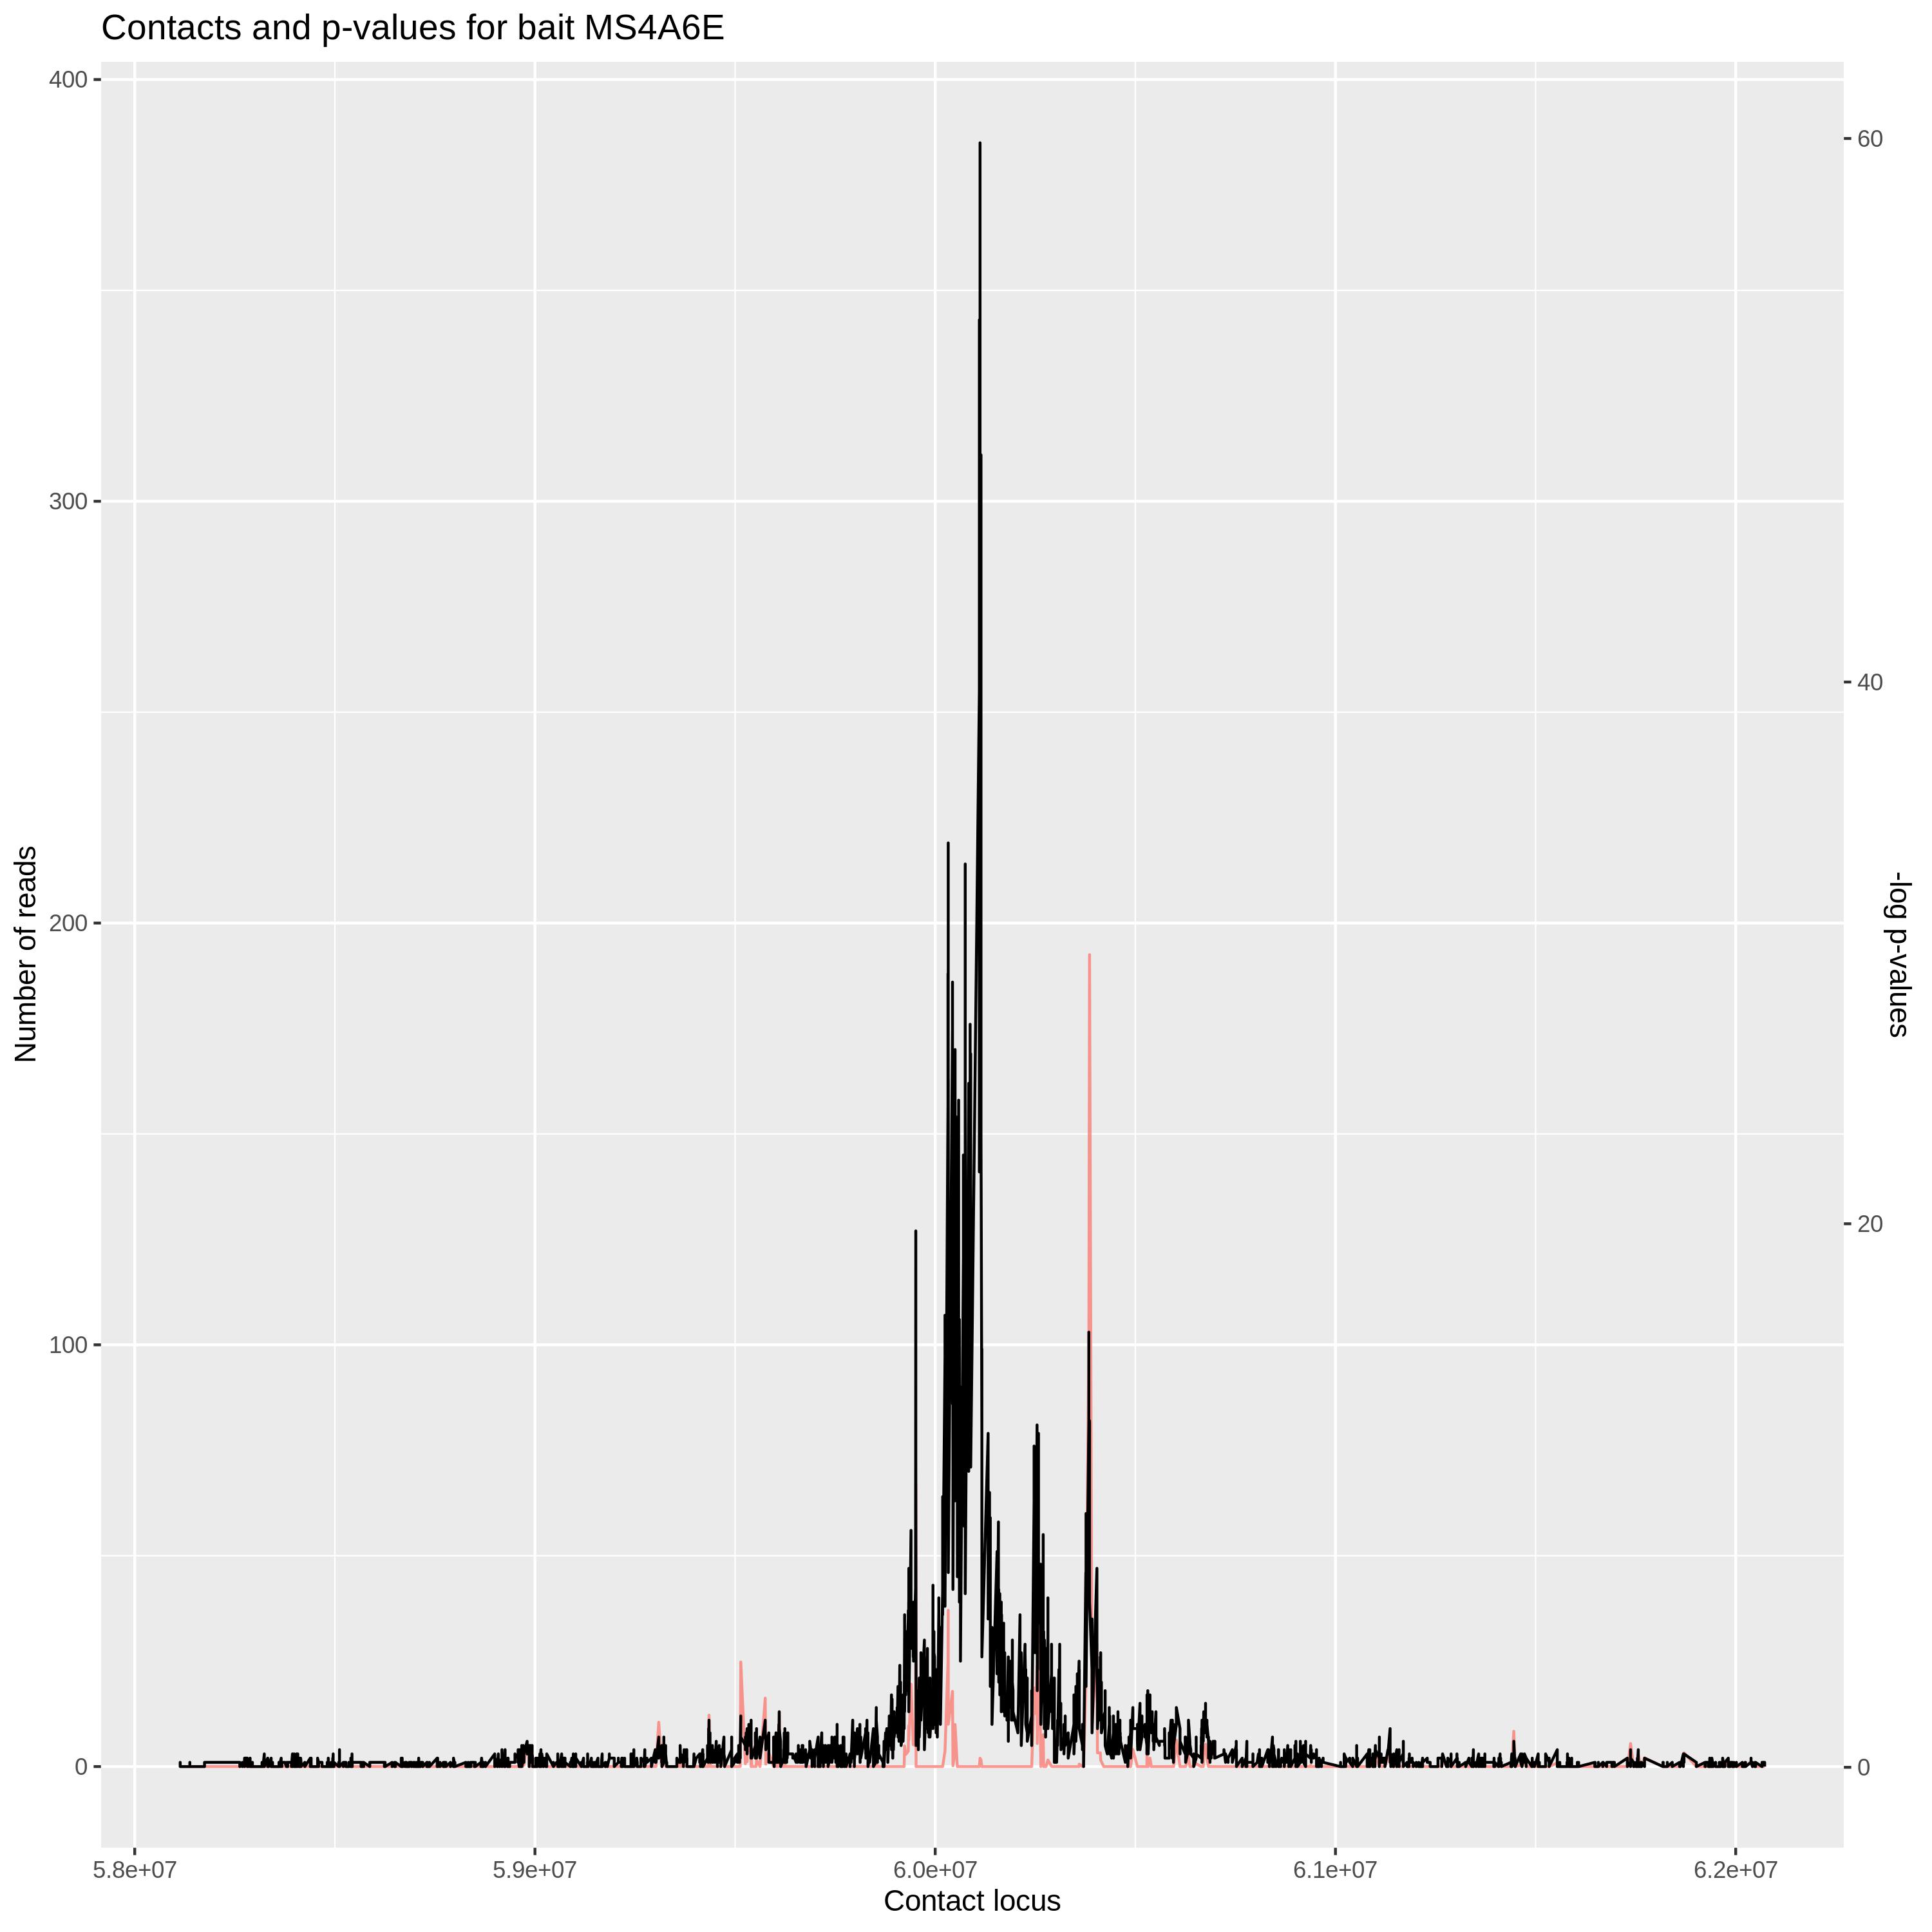 Contacts and p-values for bait MS4A6E
400
300
200
100
0
Number of reads
60
40
20
0
-log p-values
5.8e+07
5.9e+07
6.0e+07
6.1e+07
6.2e+07
Contact locus